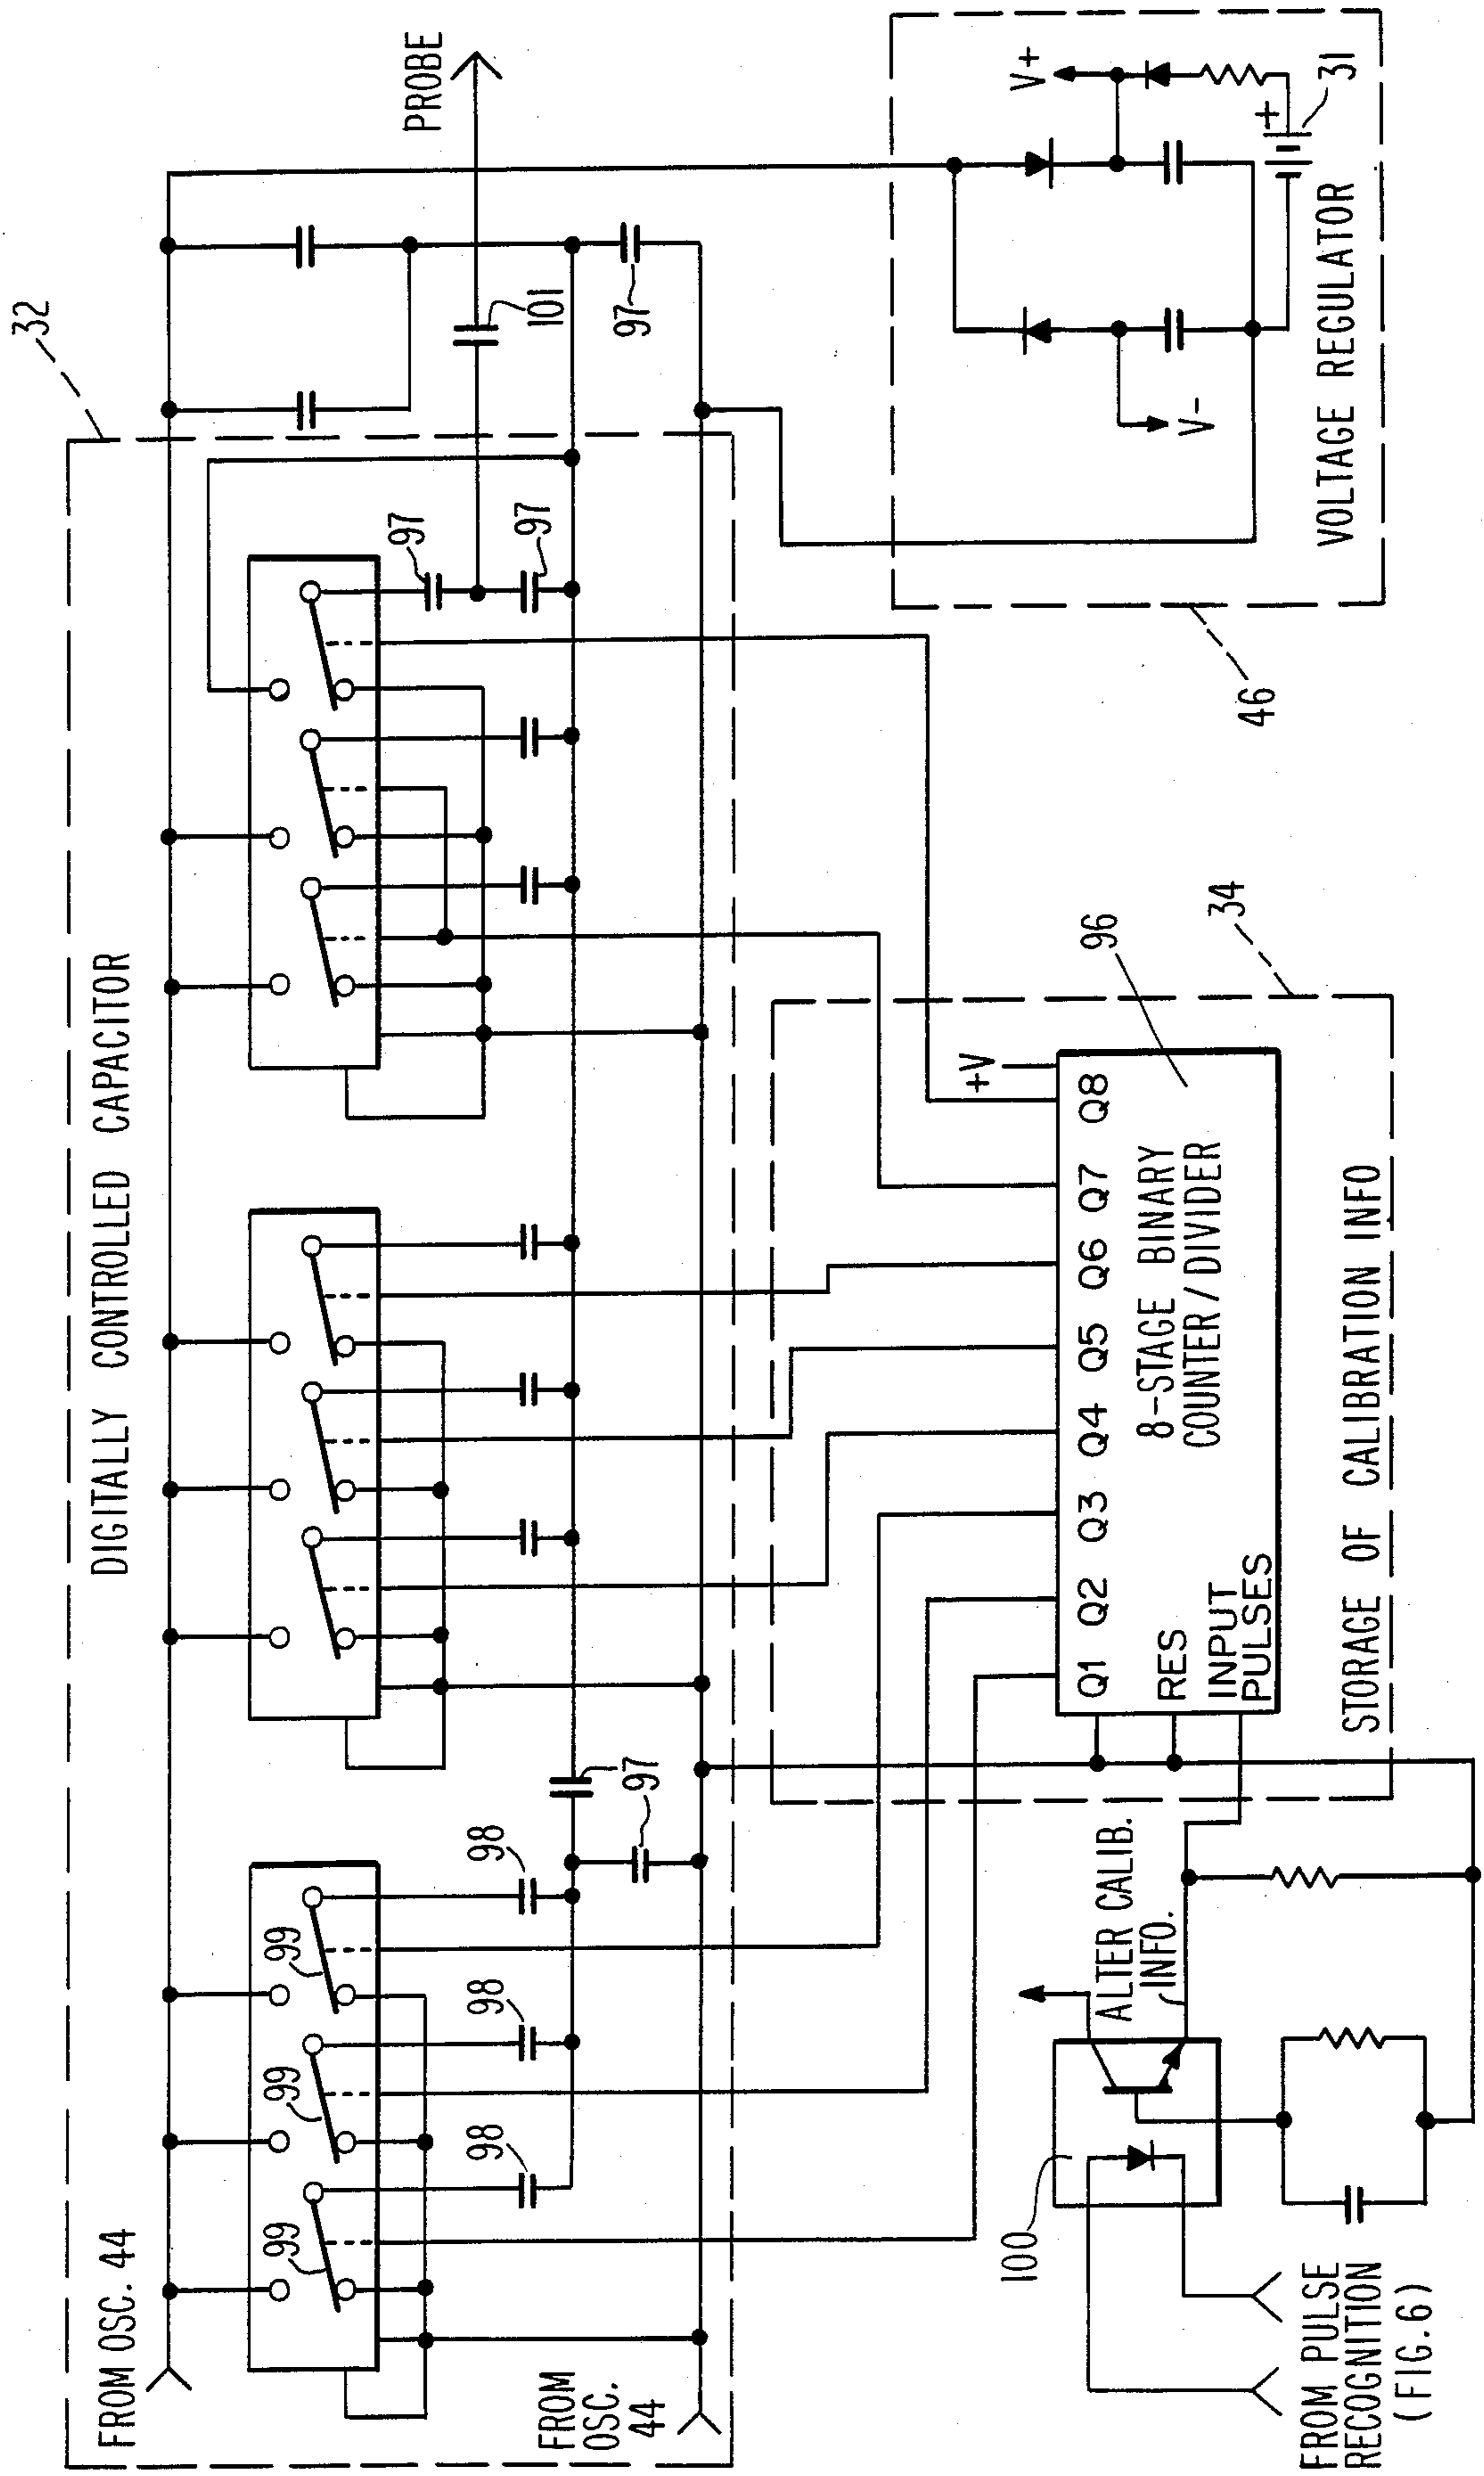 32
DIGITALLY CONTROLLED CAPACITOR
FROM OSC. 44
PROBE
99
99
99
98
98
98
97
97
97
101
97
FROM
OSC.
44
100
ALTER CALIB.
INFO.
FROM PULSE
RECOGNITION
(FIG.6)
Q1 Q2 Q3 Q4 Q5 Q6 Q7 Q8
+V
RES
INPUT
PULSES
8-STAGE BINARY
COUNTER / DIVIDER
96
34
STORAGE OF CALIBRATION INFO
46
V+
V-
+
31
VOLTAGE REGULATOR